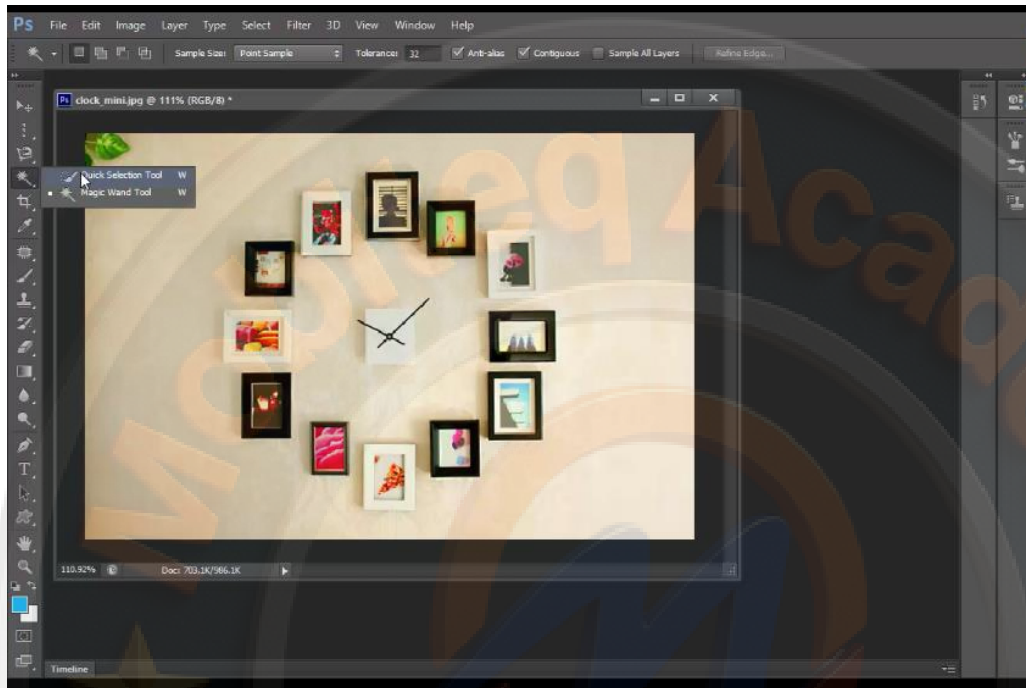 Ps File Edit Image Layer Type Select Filter 3D View Window Help
Sample Size: Point Sample Tolerance: 32 Anti-alias Contiguous Sample All Layers Refine Edge...
Ps clock_mini.jpg @ 111% (RGB/8) *
Quick Selection Tool W
Magic Wand Tool W
110.92% Doc: 703.1K/986.1K
Timeline